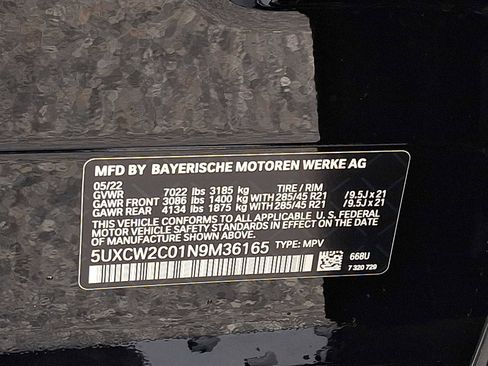 MFD BY BAYERISCHE MOTOREN WERKE AG
05/22
GVWR 7022 lbs 3185 kg TIRE / RIM
GAWR FRONT 3086 lbs 1400 kg WITH 285/45 R21 /9.5J x 21
GAWR REAR 4134 lbs 1875 kg WITH 285/45 R21 /9.5J x 21
THIS VEHICLE CONFORMS TO ALL APPLICABLE U. S. FEDERAL
MOTOR VEHICLE SAFETY STANDARDS IN EFFECT
ON THE DATE OF MANUFACTURE SHOWN ABOVE.
5UXCW2C01N9M36165 TYPE: MPV
668U
7 320 729